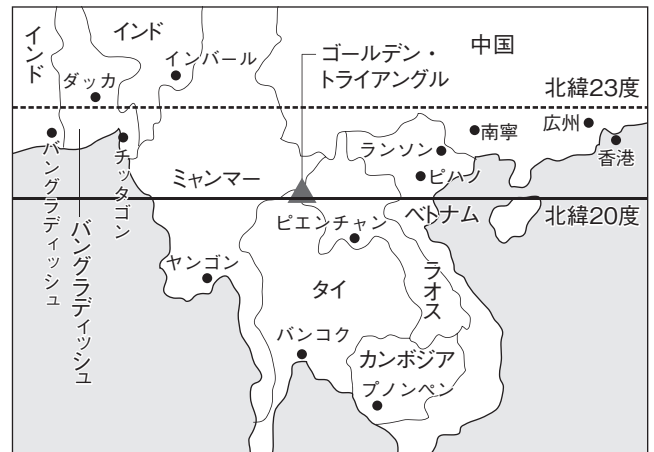 インド
インド
インパール
ゴールデン・
トライアングル
中国
ダッカ
北緯23度
バングラディッシュ
チッタゴン
バングラディッシュ
ミャンマー
ランソン
南寧
広州
香港
ピハノ
北緯20度
ピエンチャン
ベトナム
ヤンゴン
タイ
ラオス
バンコク
カンボジア
プノンペン